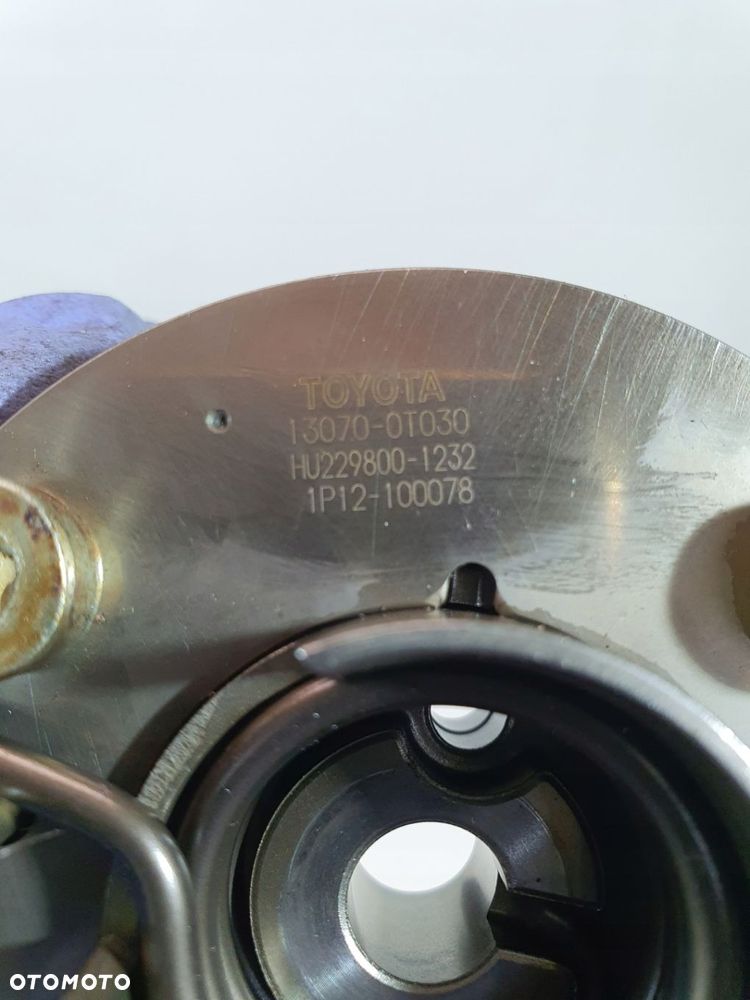 TOYOTA
13070-0T030
HU229800-1232
1P12-100078
OTOMOTO